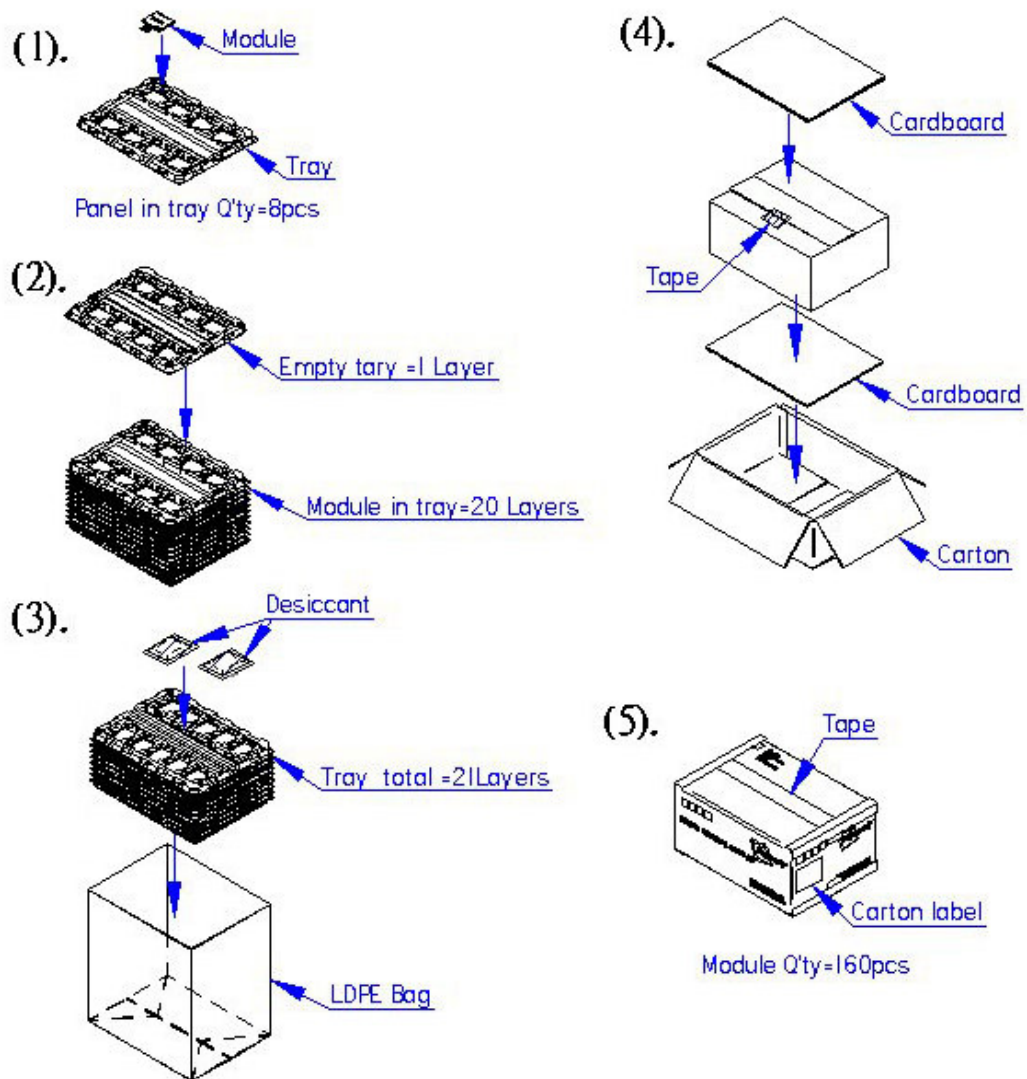 (1).
Module
Tray
Panel in tray Q'ty=8pcs
(2).
Empty tary =1 Layer
Module in tray=20 Layers
(3).
Desiccant
Tray total =21Layers
LDPE Bag
(4).
Cardboard
Tape
Cardboard
Carton
(5).
Tape
Carton label
Module Q'ty=160pcs